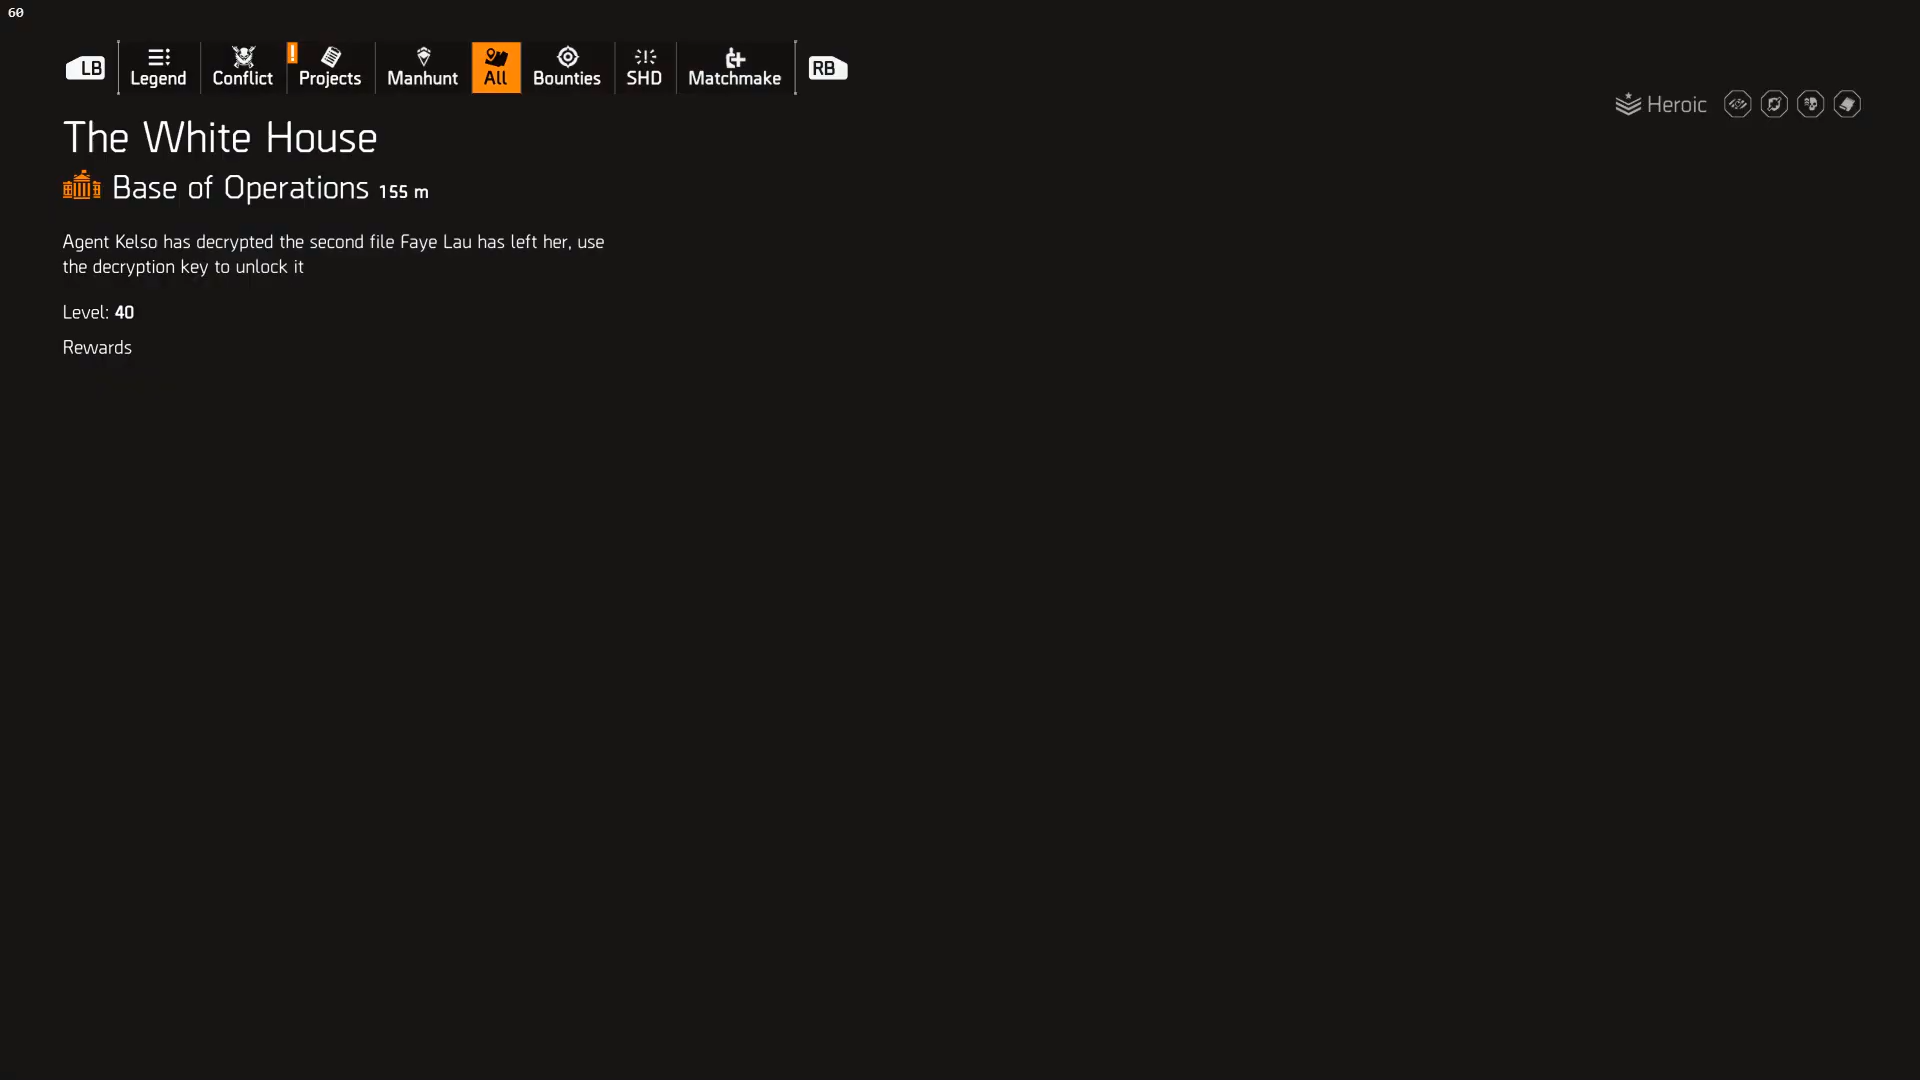 60
LB Legend Conflict ! Projects Manhunt All Bounties SHD Matchmake RB
Heroic
The White House
Base of Operations 155 m
Agent Kelso has decrypted the second file Faye Lau has left her, use
the decryption key to unlock it
Level: 40
Rewards